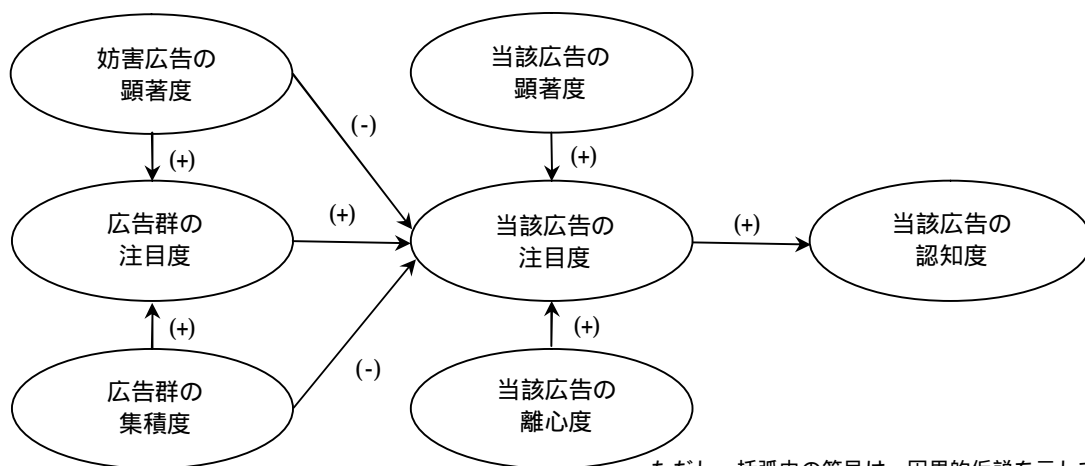 妨害広告の
顕著度
当該広告の
顕著度
(-)
(+)
(+)
広告群の
注目度
(+)
当該広告の
注目度
(+)
当該広告の
認知度
(+)
(+)
(-)
広告群の
集積度
当該広告の
離心度